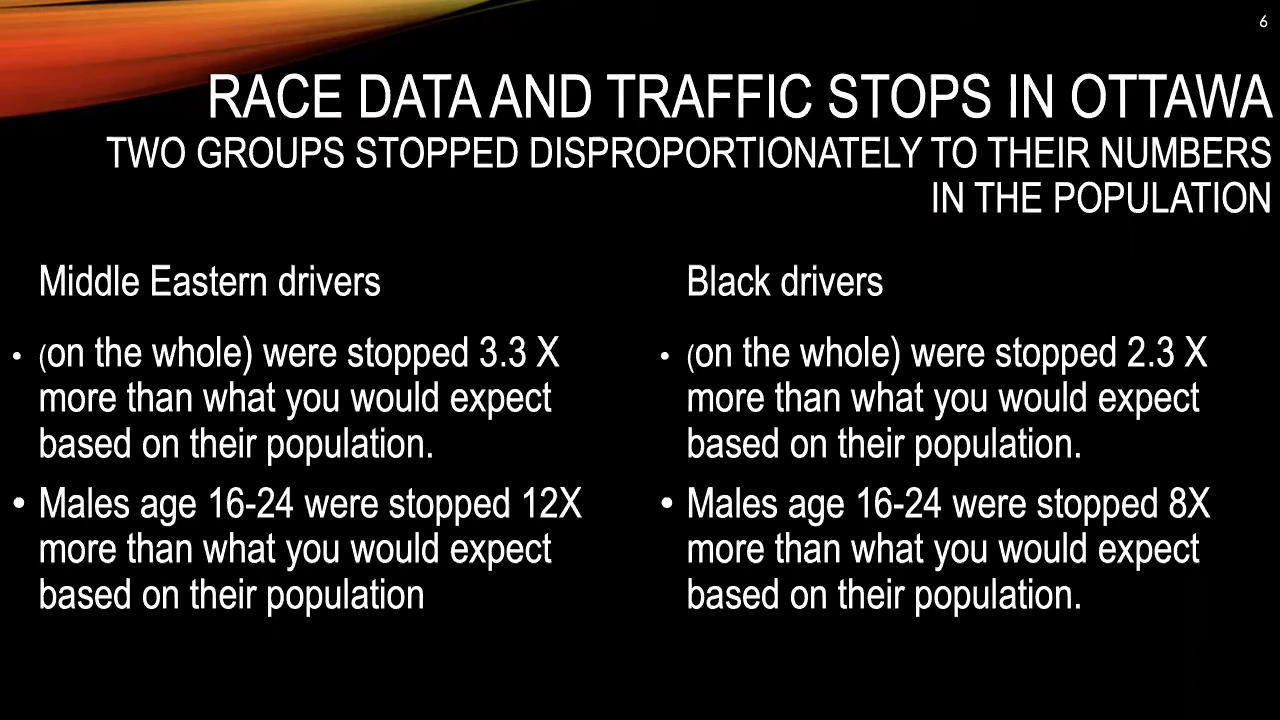 6
RACE DATA AND TRAFFIC STOPS IN OTTAWA
TWO GROUPS STOPPED DISPROPORTIONATELY TO THEIR NUMBERS
IN THE POPULATION
Middle Eastern drivers
• (on the whole) were stopped 3.3 X
more than what you would expect
based on their population.
• Males age 16-24 were stopped 12X
more than what you would expect
based on their population
Black drivers
• (on the whole) were stopped 2.3 X
more than what you would expect
based on their population.
• Males age 16-24 were stopped 8X
more than what you would expect
based on their population.